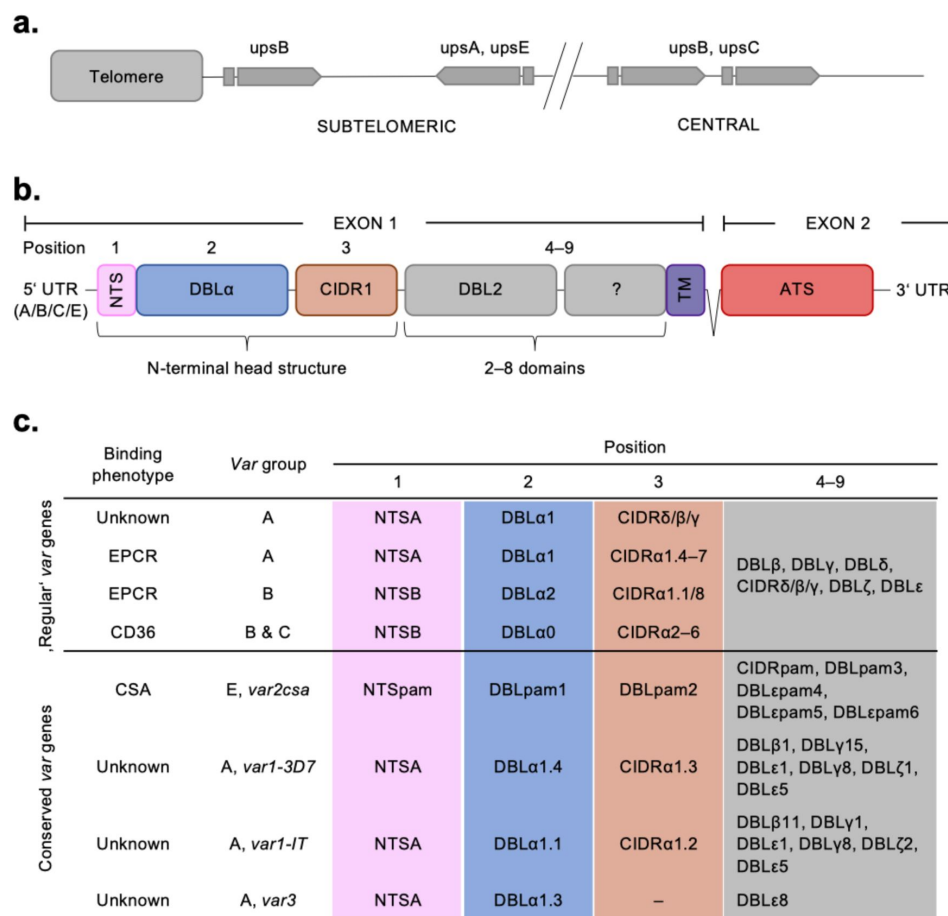 a.
upsB
upsA, upsE
upsB, upsC
Telomere
SUBTELOMERIC
CENTRAL
b.
EXON 1
EXON 2
Position
1
2
3
4–9
5‘ UTR
(A/B/C/E)
NTS
DBLα
CIDR1
DBL2
?
TM
ATS
3‘ UTR
N-terminal head structure
2–8 domains
c.
Binding
phenotype
Var group
Position
1
2
3
4–9
‚Regular‘ var genes
Unknown
A
NTSA
DBLα1
CIDRδ/β/γ
EPCR
A
NTSA
DBLα1
CIDRα1.4–7
EPCR
B
NTSB
DBLα2
CIDRα1.1/8
CD36
B & C
NTSB
DBLα0
CIDRα2–6
DBLβ, DBLγ, DBLδ,
CIDRδ/β/γ, DBLζ, DBLε
Conserved var genes
CSA
E, var2csa
NTSpam
DBLpam1
DBLpam2
CIDRpam, DBLpam3,
DBLεpam4,
DBLεpam5, DBLεpam6
Unknown
A, var1-3D7
NTSA
DBLα1.4
CIDRα1.3
DBLβ1, DBLγ15,
DBLε1, DBLγ8, DBLζ1,
DBLε5
Unknown
A, var1-IT
NTSA
DBLα1.1
CIDRα1.2
DBLβ11, DBLγ1,
DBLε1, DBLγ8, DBLζ2,
DBLε5
Unknown
A, var3
NTSA
DBLα1.3
–
DBLε8